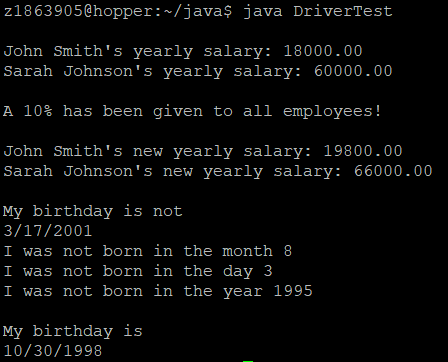 z1863905@hopper:~/java$ java DriverTest
John Smith's yearly salary: 18000.00
Sarah Johnson's yearly salary: 60000.00
A 10% has been given to all employees!
John Smith's new yearly salary: 19800.00
Sarah Johnson's new yearly salary: 66000.00
My birthday is not
3/17/2001
I was not born in the month 8
I was not born in the day 3
I was not born in the year 1995
My birthday is
10/30/1998